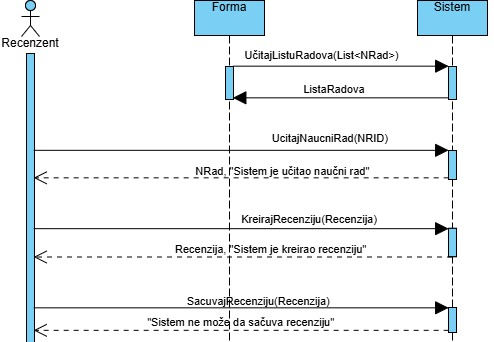 Forma
Sistem
Recenzent
UčitajListuRadova(List<NRad>)
ListaRadova
UcitajNaucniRad(NRID)
NRad, "Sistem je učitao naučni rad"
KreirajRecenziju(Recenzija)
Recenzija, "Sistem je kreirao recenziju"
SacuvajRecenziju(Recenzija)
"Sistem ne može da sačuva recenziju"